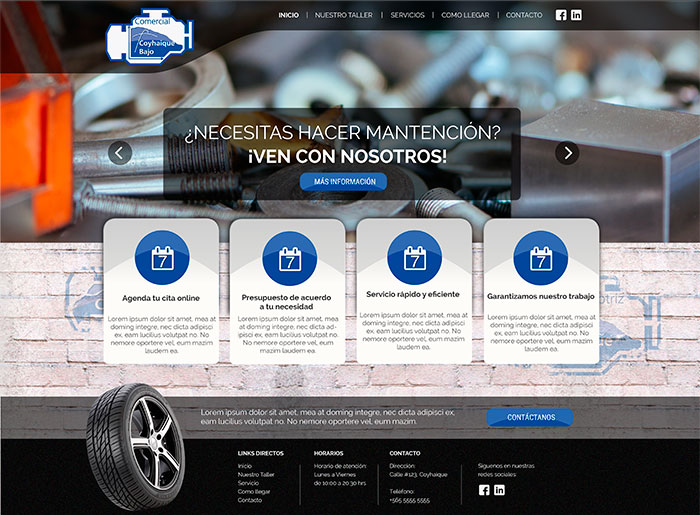 Comercial
Coyhaique
Bajo
INICIO | NUESTRO TALLER | SERVICIOS | COMO LLEGAR | CONTACTO
¿NECESITAS HACER MANTENCIÓN?
¡VEN CON NOSOTROS!
MÁS INFORMACIÓN
7
Agenda tu cita online
Lorem ipsum dolor sit amet, mea at
doming integre, nec dicta adipisci
ex, eam lucilius volutpat no. No
nemore oportere vel, eum mazim
laudem ea.
7
Presupuesto de acuerdo
a tu necesidad
Lorem ipsum dolor sit amet, mea at
doming integre, nec dicta adi-
pisci ex, eam lucilius volutpat no.
No nemore oportere vel, eum
mazim laudem ea.
7
Servicio rápido y eficiente
Lorem ipsum dolor sit amet, mea at
doming integre, nec dicta adipisci
ex, eam lucilius volutpat no. No
nemore oportere vel, eum mazim
laudem ea.
7
Garantizamos nuestro trabajo
Lorem ipsum dolor sit amet, mea at
doming integre, nec dicta adipisci
ex, eam lucilius volutpat no. No
nemore oportere vel, eum mazim
laudem ea.
Lorem ipsum dolor sit amet, mea at doming integre, nec dicta adipisci ex,
eam lucilius volutpat no. No nemore oportere vel, eum mazim laudem.
CONTÁCTANOS
LINKS DIRECTOS
Inicio
Nuestro Taller
Servicio
Como llegar
Contacto
HORARIOS
Horario de atención:
Lunes a Viernes
de 10:00 a 20:30 hrs
CONTACTO
Dirección:
Calle #123, Coyhaique
Teléfono:
+565 5555 5555
Síguenos en nuestras
redes sociales